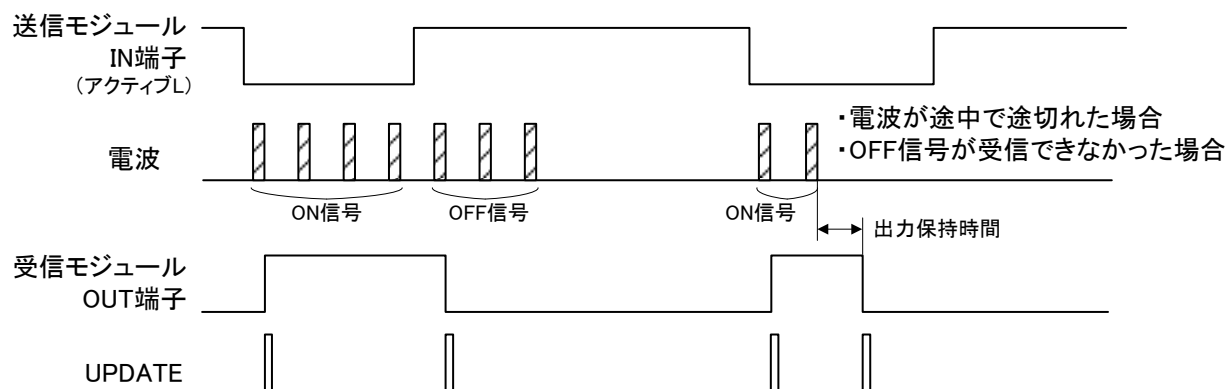 送信モジュール
IN端子
(アクティブL)
電波
・電波が途中で途切れた場合
・OFF信号が受信できなかった場合
ON信号
OFF信号
ON信号
出力保持時間
受信モジュール
OUT端子
UPDATE